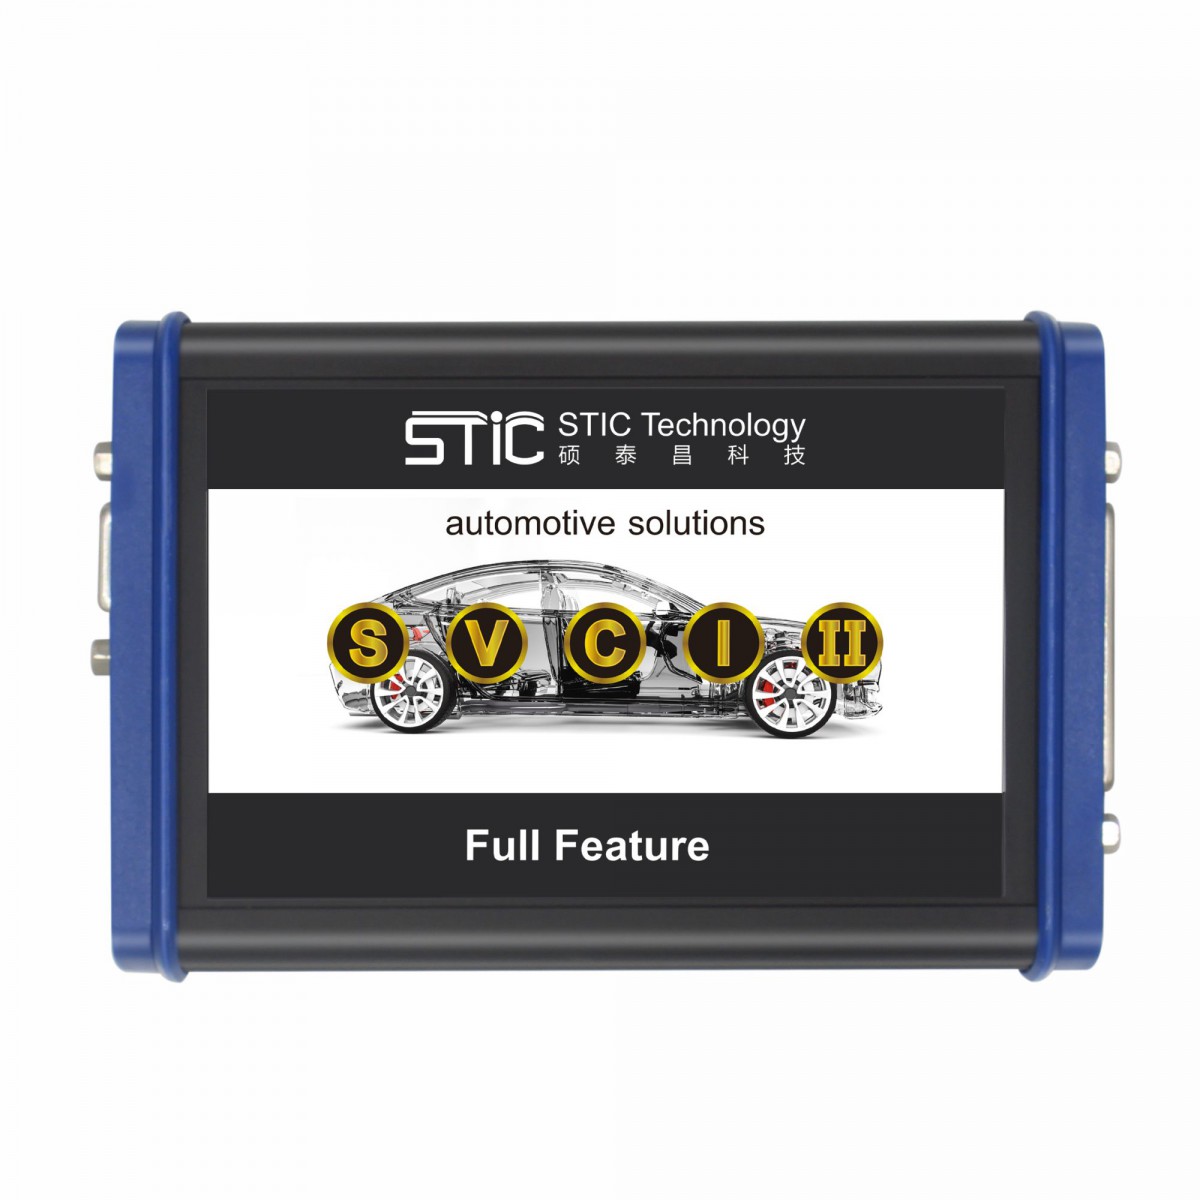 STiC STIC Technology
硕泰昌科技
automotive solutions
S V C I II
Full Feature